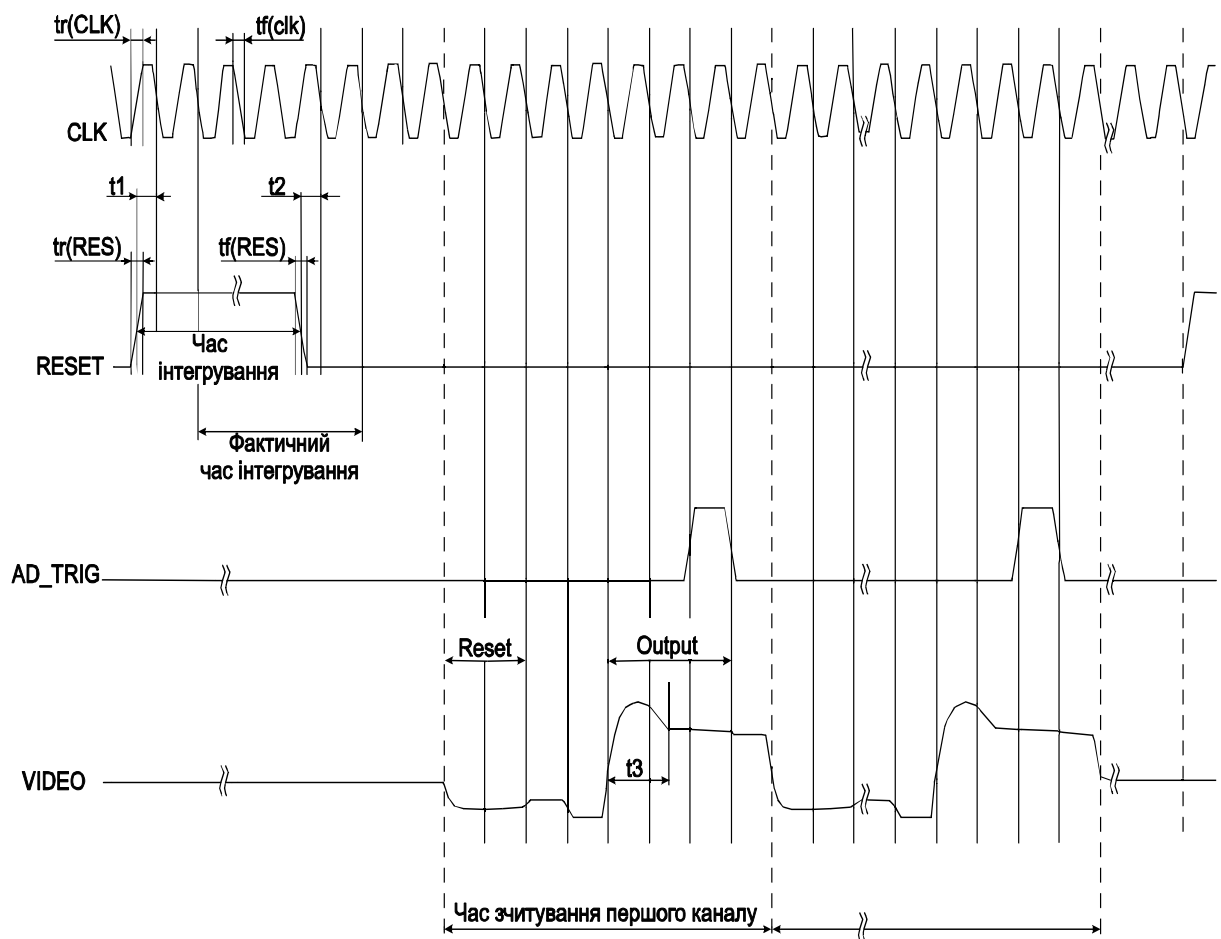 tr(CLK)
tf(clk)
CLK
t1
t2
tr(RES)
tf(RES)
Час
інтегрування
RESET
Фактичний
час інтегрування
AD_TRIG
Reset
Output
t3
VIDEO
Час зчитування першого каналу